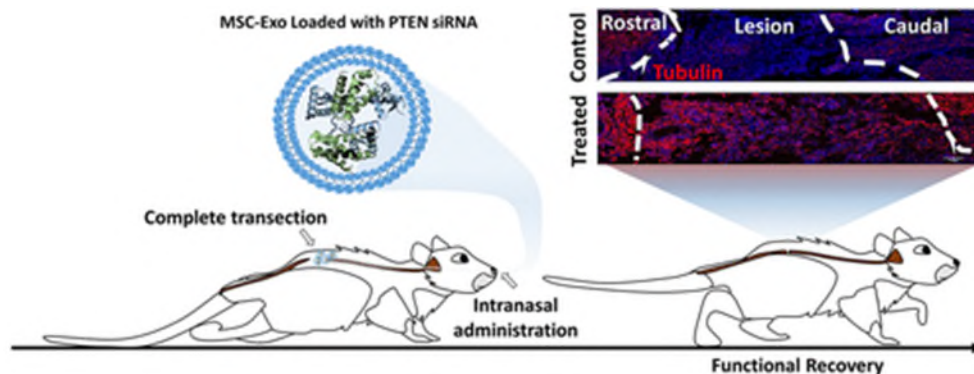 MSC-Exo Loaded with PTEN siRNA
Control
Rostral
Lesion
Caudal
Tubulin
Treated
Complete transection
Intranasal
administration
Functional Recovery